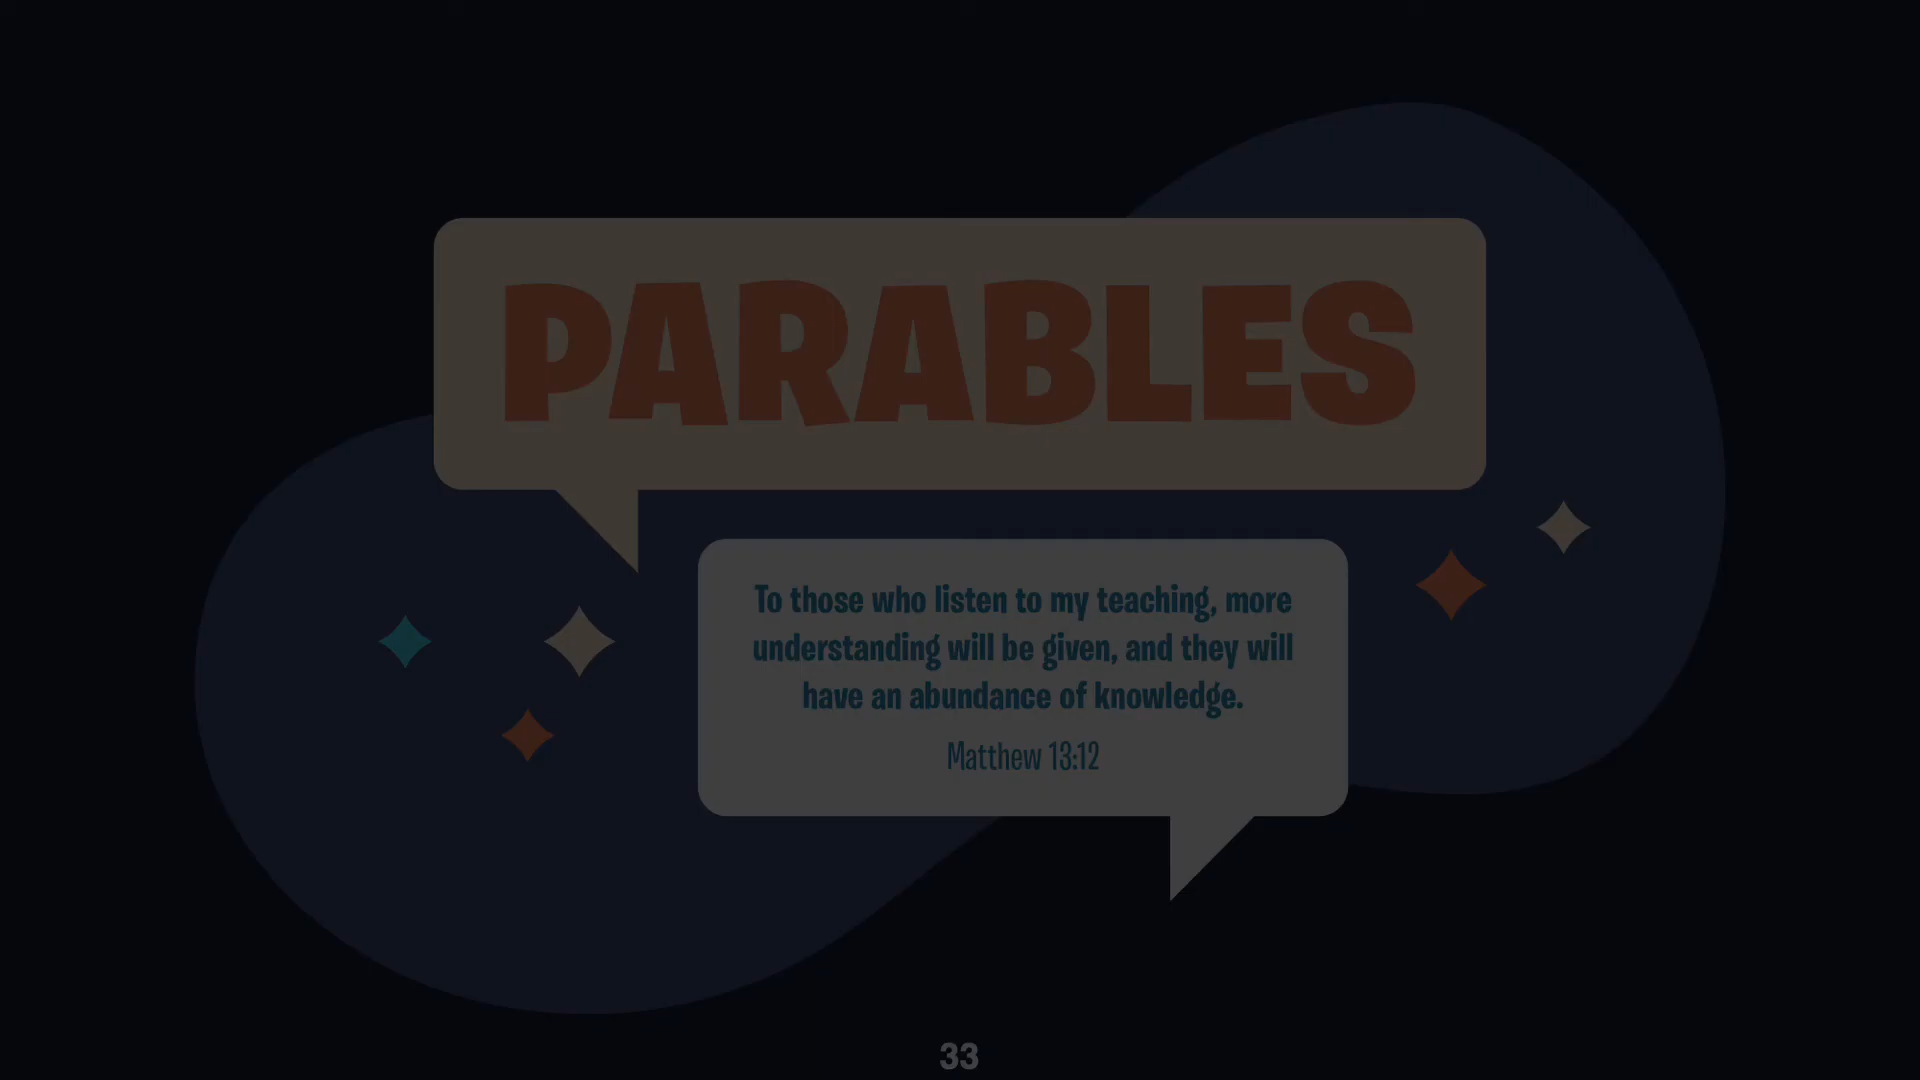 PARABLES
To those who listen to my teaching, more
understanding will be given, and they will
have an abundance of knowledge.
Matthew 13:12
33